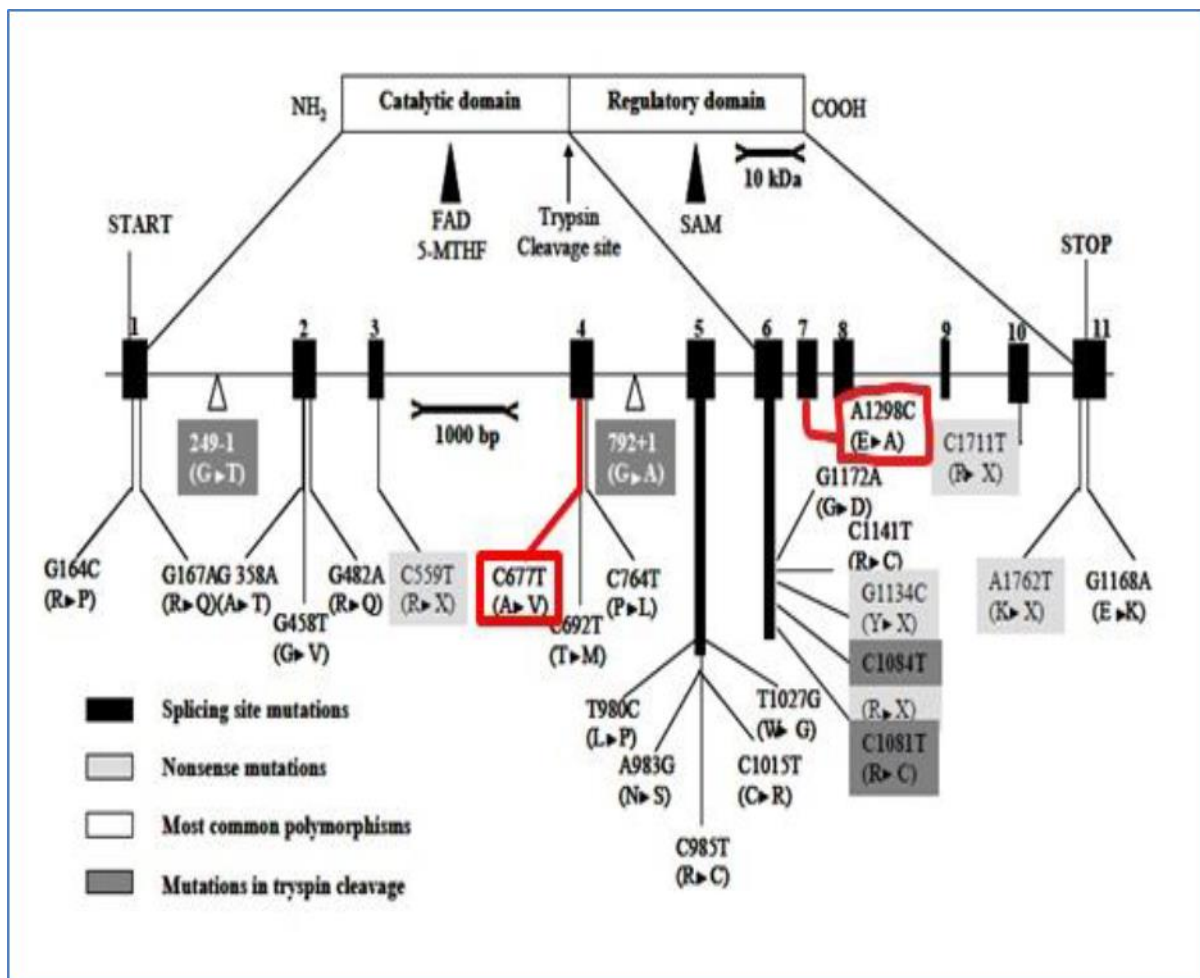 NH2
Catalytic domain
Regulatory domain
COOH
10 kDa
FAD
5-MTHF
Trypsin
Cleavage site
SAM
START
STOP
1
2
3
4
5
6
7
8
9
10
11
1000 bp
249-1
(G▸T)
792+1
(G▸A)
A1298C
(E▸A)
C1711T
(R▸ X)
G1172A
(G▸D)
C1141T
(R▸C)
G1134C
(Y▸X)
C1084T
(R▸X)
C1081T
(R▸ C)
G164C
(R▸P)
G167A
(R▸Q)
G 358A
(A▸T)
G458T
(G▸V)
G482A
(R▸Q)
C559T
(R▸X)
C677T
(A▸V)
C692T
(T▸M)
C764T
(P▸L)
A1762T
(K▸X)
G1168A
(E▸K)
T980C
(L▸P)
A983G
(N▸S)
C985T
(R▸C)
C1015T
(C▸R)
T1027G
(W▸ G)
Splicing site mutations
Nonsense mutations
Most common polymorphisms
Mutations in tryspin cleavage